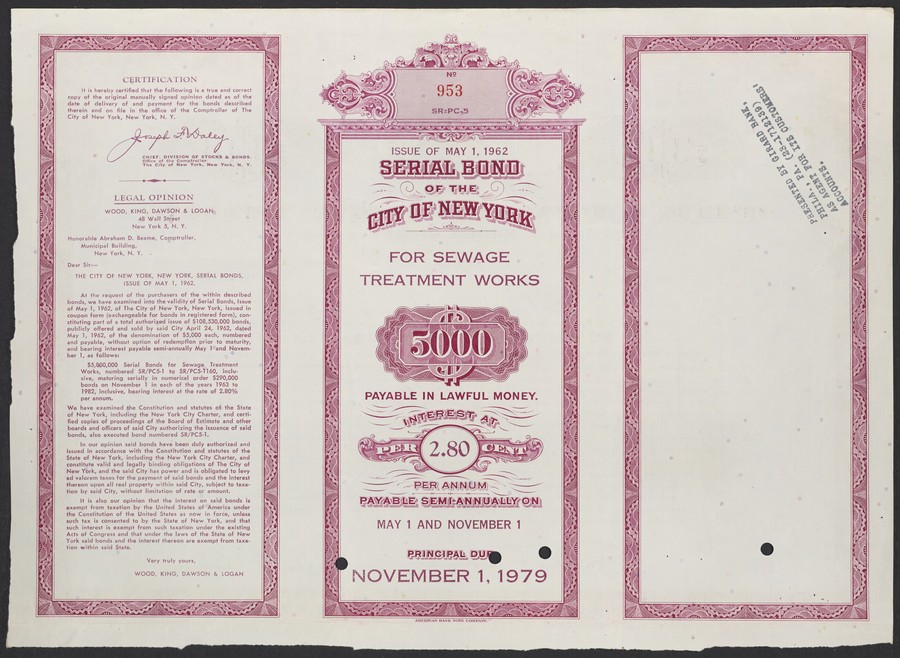 CERTIFICATION
It is hereby certified that the following is a true and correct
copy of the original manually signed opinion dated as of the
date of delivery of and payment for the bonds described
therein and on file in the office of the Comptroller of The
City of New York, New York, N. Y.
Joseph F. Daley
CHIEF, DIVISION OF STOCKS & BONDS.
Office of the Comptroller
The City of New York, New York, N. Y.
LEGAL OPINION
WOOD, KING, DAWSON & LOGAN,
48 Wall Street
New York 5, N. Y.
Honorable Abraham D. Beame, Comptroller,
Municipal Building,
New York, N. Y.
Dear Sir:—
THE CITY OF NEW YORK, NEW YORK, SERIAL BONDS,
ISSUE OF MAY 1, 1962.
At the request of the purchasers of the within described
bonds, we have examined into the validity of Serial Bonds, Issue
of May 1, 1962, of The City of New York, New York, issued in
coupon form (exchangeable for bonds in registered form), con-
stituting part of a total authorized issue of $108,530,000 bonds,
publicly offered and sold by said City April 24, 1962, dated
May 1, 1962, of the denomination of $5,000 each, numbered
and payable, without option of redemption prior to maturity,
and bearing interest payable semi-annually May 1 and Novem-
ber 1, as follows:
$5,800,000 Serial Bonds for Sewage Treatment
Works, numbered SR/PC5-1 to SR/PC5-1160, inclu-
sive, maturing serially in numerical order $290,000
bonds on November 1 in each of the years 1963 to
1982, inclusive, bearing interest at the rate of 2.80%
per annum.
We have examined the Constitution and statutes of the State
of New York, including the New York City Charter, and certi-
fied copies of proceedings of the Board of Estimate and other
boards and officers of said City authorizing the issuance of said
bonds, also executed bond numbered SR/PC5-1.
In our opinion said bonds have been duly authorized and
issued in accordance with the Constitution and statutes of the
State of New York, including the New York City Charter, and
constitute valid and legally binding obligations of The City of
New York, and the said City has power and is obligated to levy
ad valorem taxes for the payment of said bonds and the interest
thereon upon all real property within said City, subject to taxa-
tion by said City, without limitation of rate or amount.
It is also our opinion that the interest on said bonds is
exempt from taxation by the United States of America under
the Constitution of the United States as now in force, unless
such tax is consented to by the State of New York, and that
such interest is exempt from such taxation under the existing
Acts of Congress and that under the laws of the State of New
York said bonds and the interest thereon are exempt from taxa-
tion within said State.
Very truly yours,
WOOD, KING, DAWSON & LOGAN
No
953
SR:PC-5
ISSUE OF MAY 1, 1962
SERIAL BOND
OF THE
CITY OF NEW YORK
FOR SEWAGE
TREATMENT WORKS
5000
PAYABLE IN LAWFUL MONEY.
INTEREST AT
PER 2.80 CENT
PER ANNUM
PAYABLE SEMI-ANNUALLY ON
MAY 1 AND NOVEMBER 1
PRINCIPAL DUE
NOVEMBER 1, 1979
AMERICAN BANK NOTE COMPANY.
PRESENTED BY GIRARD BANK,
PHILA., PA. (23-1712159)
AS AGENT FOR ITS CUSTOMERS'
ACCOUNTS.